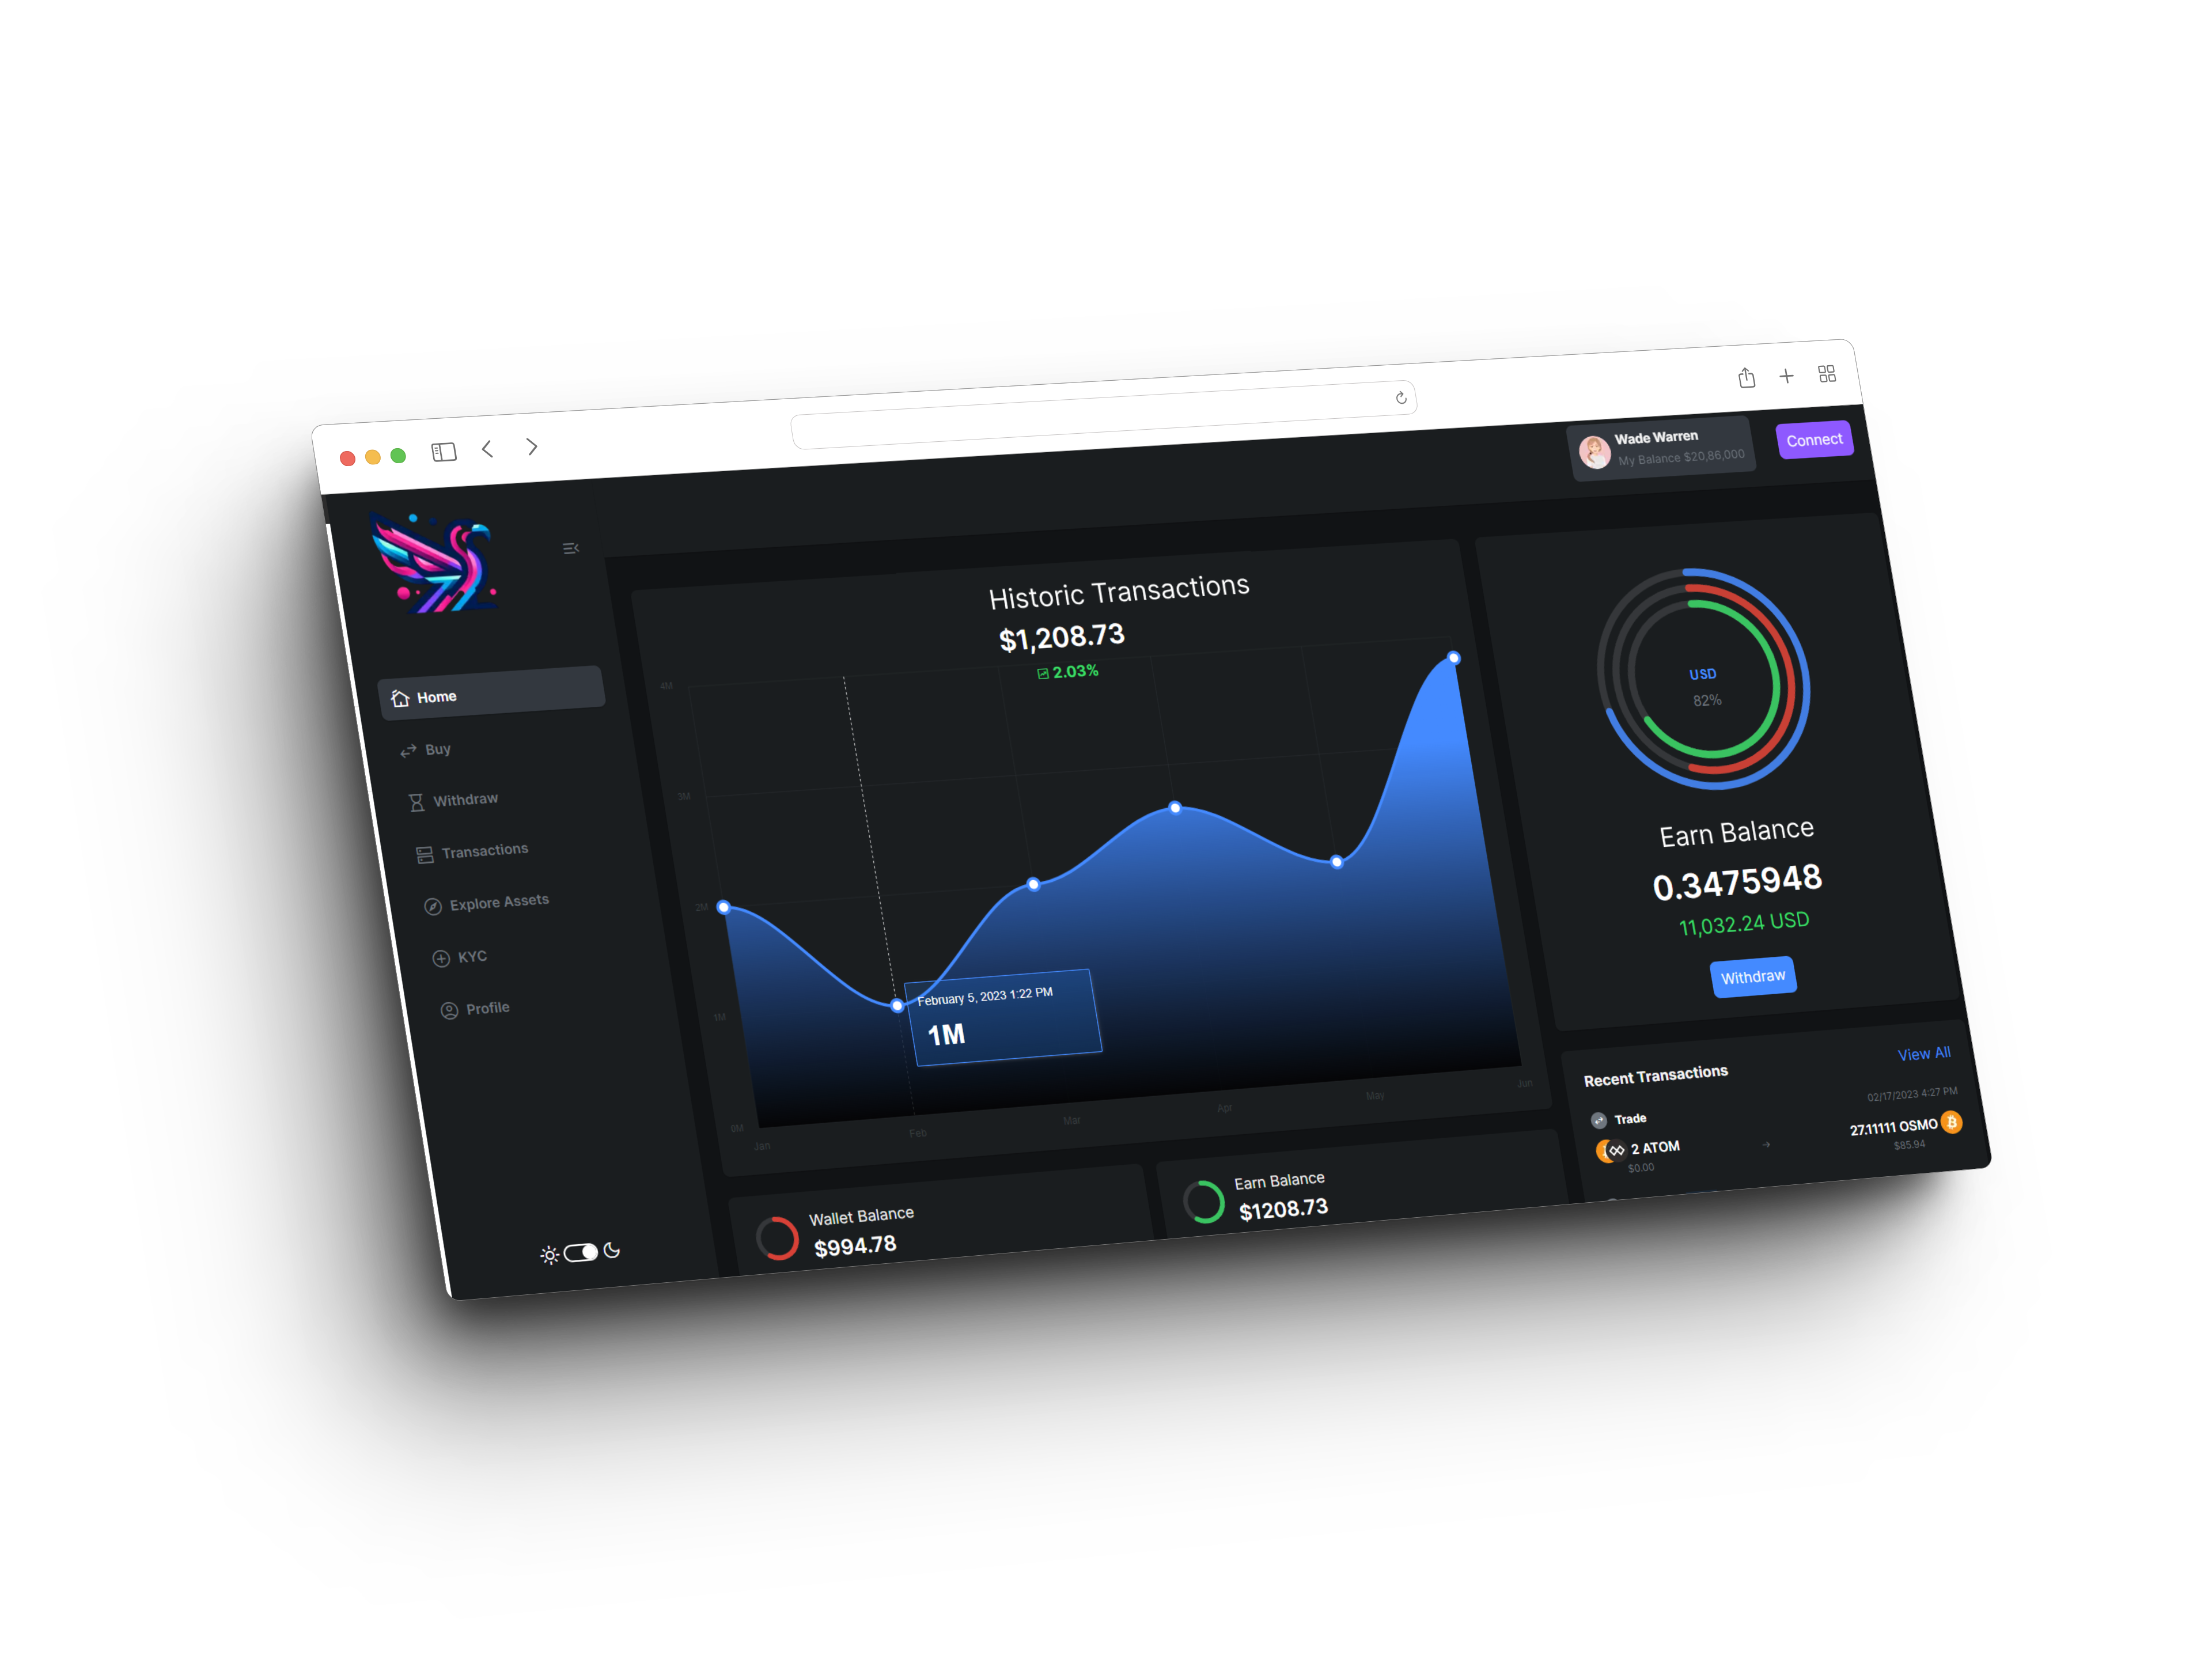 Wade Warren
My Balance $20,86,000
Connect
Home
Buy
Withdraw
Transactions
Explore Assets
KYC
Profile
Historic Transactions
$1,208.73
2.03%
4M
3M
2M
1M
0M
Jan
Feb
Mar
Apr
May
Jun
February 5, 2023 1:22 PM
1M
USD
82%
Earn Balance
0.3475948
11,032.24 USD
Withdraw
Wallet Balance
$994.78
Earn Balance
$1208.73
Recent Transactions
View All
02/17/2023 4:27 PM
Trade
2 ATOM
$0.00
27.11111 OSMO
$85.94